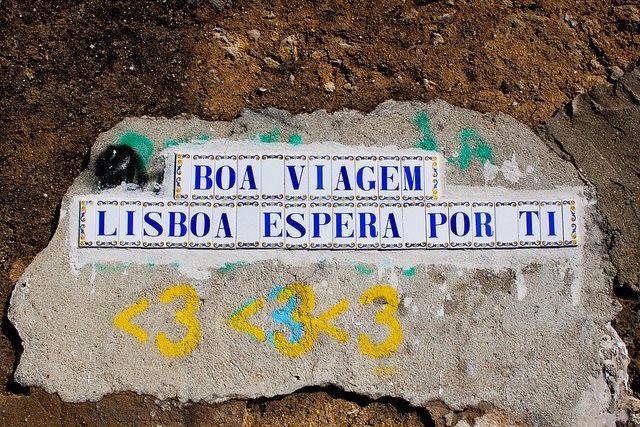 BOA VIAGEM
LISBOA ESPERA POR TI
<3 <3 <3